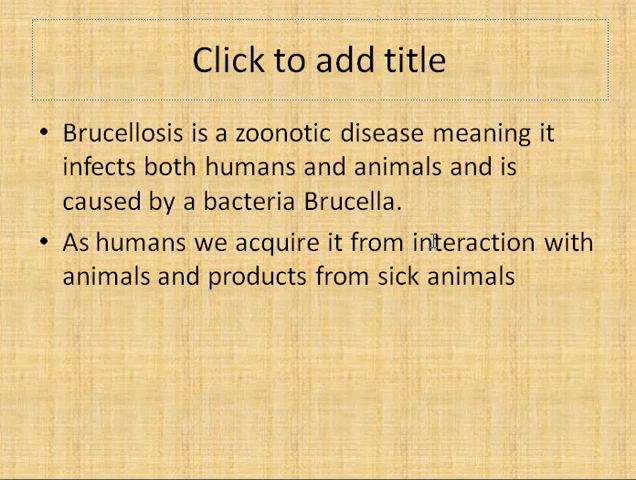 Click to add title
• Brucellosis is a zoonotic disease meaning it
infects both humans and animals and is
caused by a bacteria Brucella.
• As humans we acquire it from interaction with
animals and products from sick animals